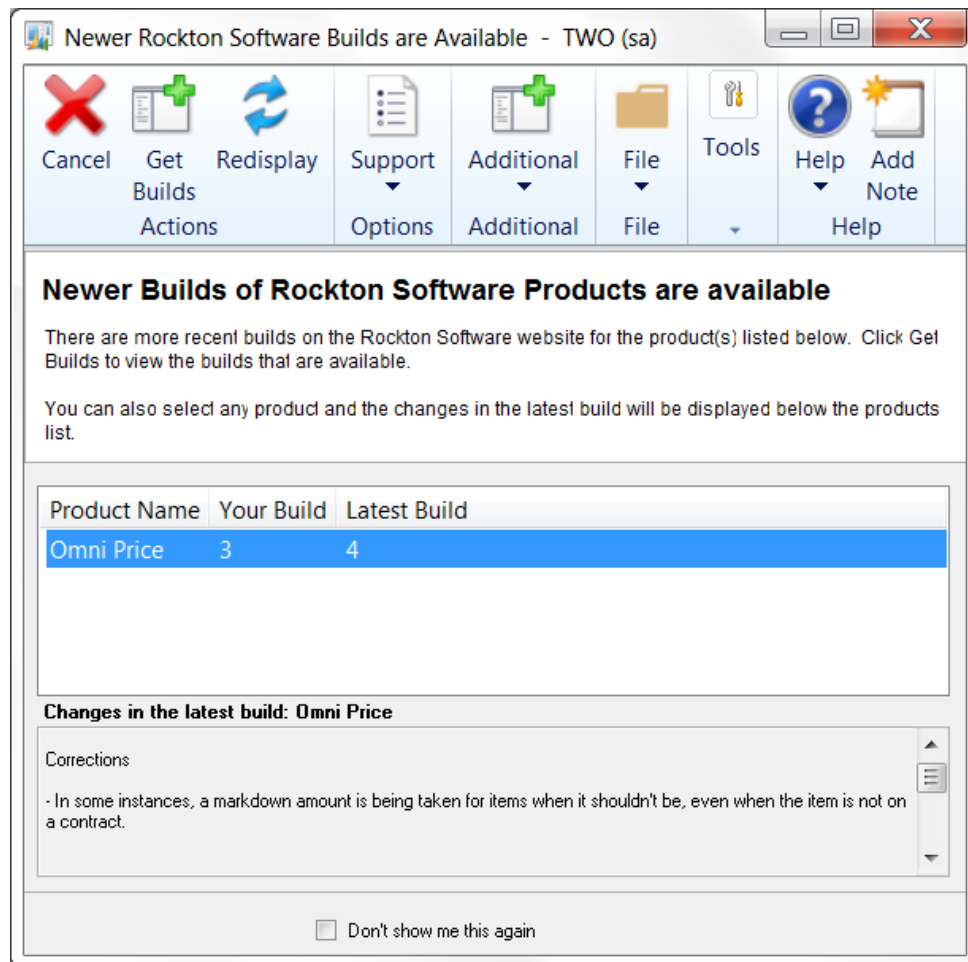 Newer Rockton Software Builds are Available  -  TWO (sa)
Cancel Get Builds Redisplay Support Additional File Tools Help Add Note
Actions Options Additional File Help
Newer Builds of Rockton Software Products are available
There are more recent builds on the Rockton Software website for the product(s) listed below.  Click Get
Builds to view the builds that are available.
You can also select any product and the changes in the latest build will be displayed below the products
list.
Product Name Your Build Latest Build
Omni Price 3 4
Changes in the latest build: Omni Price
Corrections
- In some instances, a markdown amount is being taken for items when it shouldn't be, even when the item is not on
a contract.
Don't show me this again